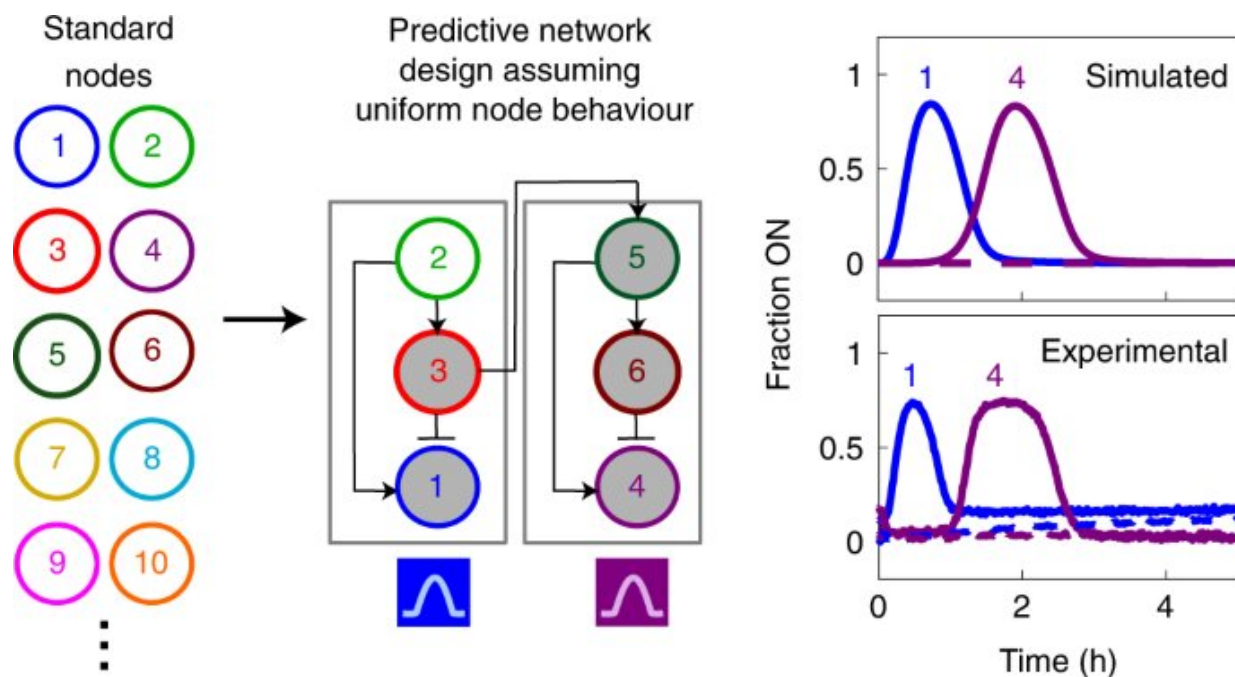 Standard
nodes
1 2
3 4
5 6
7 8
9 10
Predictive network
design assuming
uniform node behaviour
2
3
1
5
6
4
Fraction ON
1
0.5
0
1 4
Simulated
1
0.5
0
1 4
Experimental
0 2 4
Time (h)